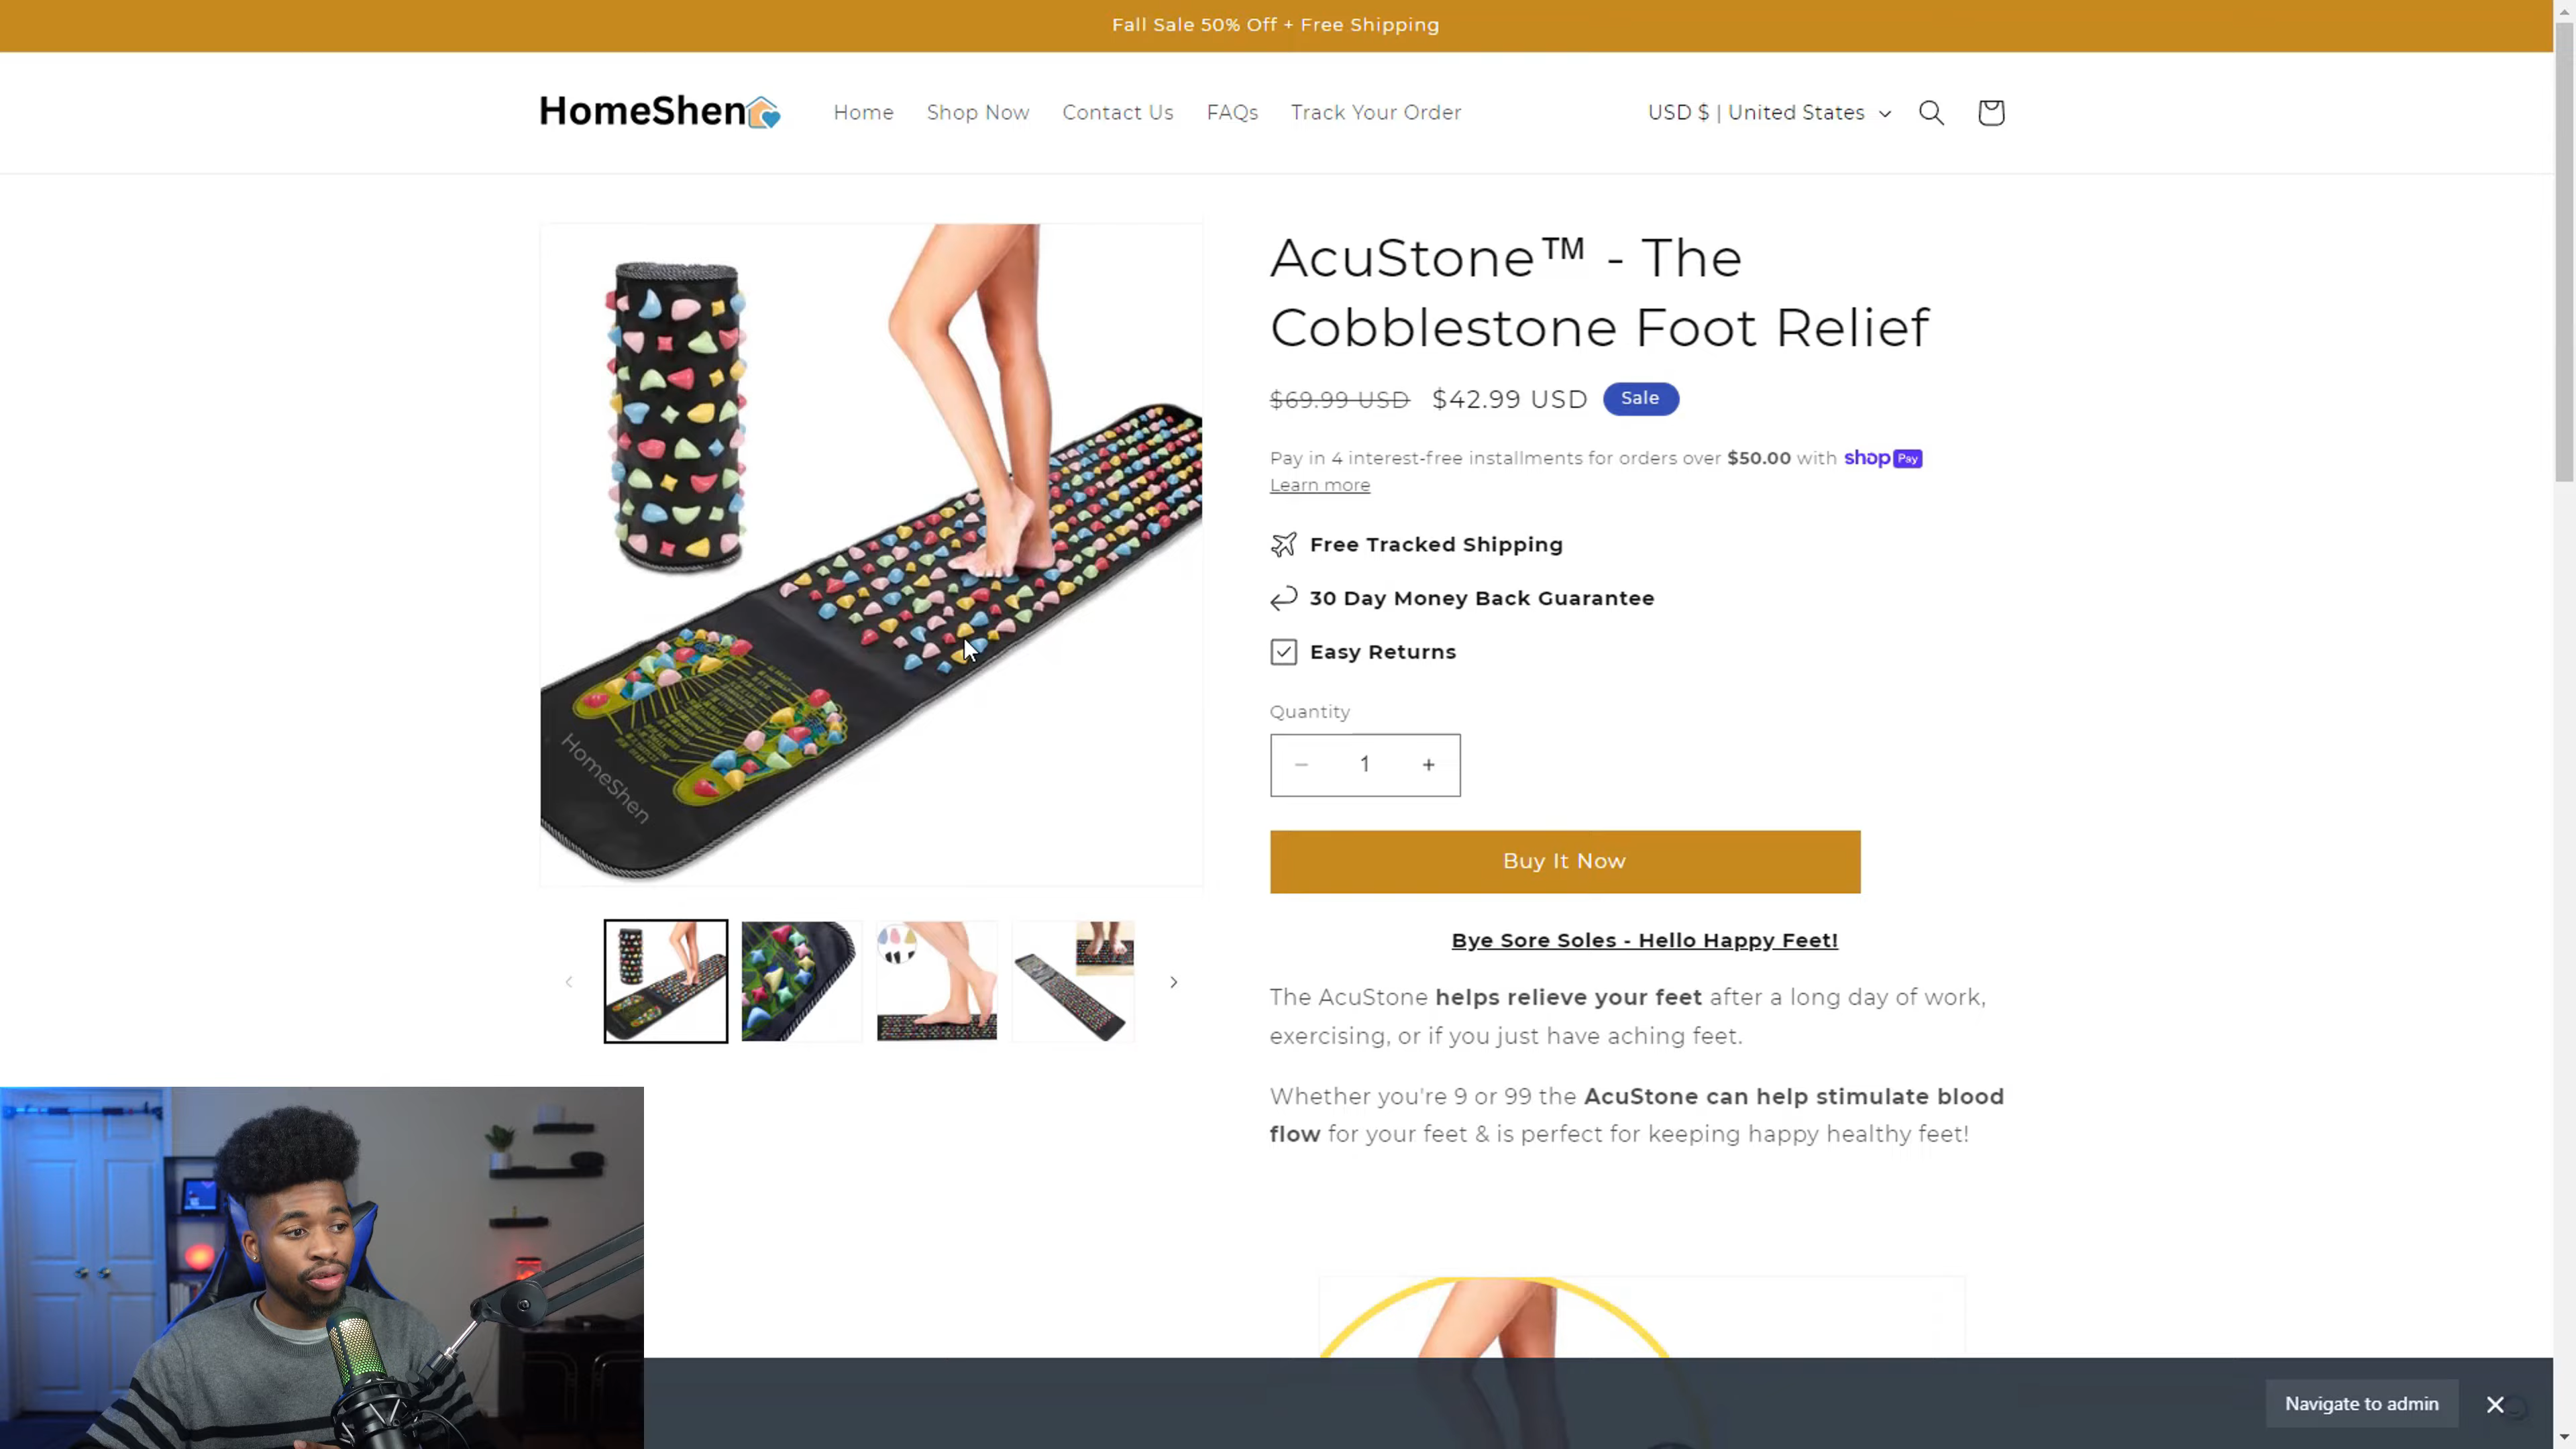 Fall Sale 50% Off + Free Shipping
HomeShen
Home
Shop Now
Contact Us
FAQs
Track Your Order
USD $ | United States
AcuStone™ - The
Cobblestone Foot Relief
$69.99 USD
$42.99 USD
Sale
Pay in 4 interest-free installments for orders over $50.00 with shop Pay
Learn more
Free Tracked Shipping
30 Day Money Back Guarantee
Easy Returns
Quantity
− 1 +
Buy It Now
HomeShen
Bye Sore Soles - Hello Happy Feet!
The AcuStone helps relieve your feet after a long day of work,
exercising, or if you just have aching feet.
Whether you're 9 or 99 the AcuStone can help stimulate blood
flow for your feet & is perfect for keeping happy healthy feet!
Navigate to admin